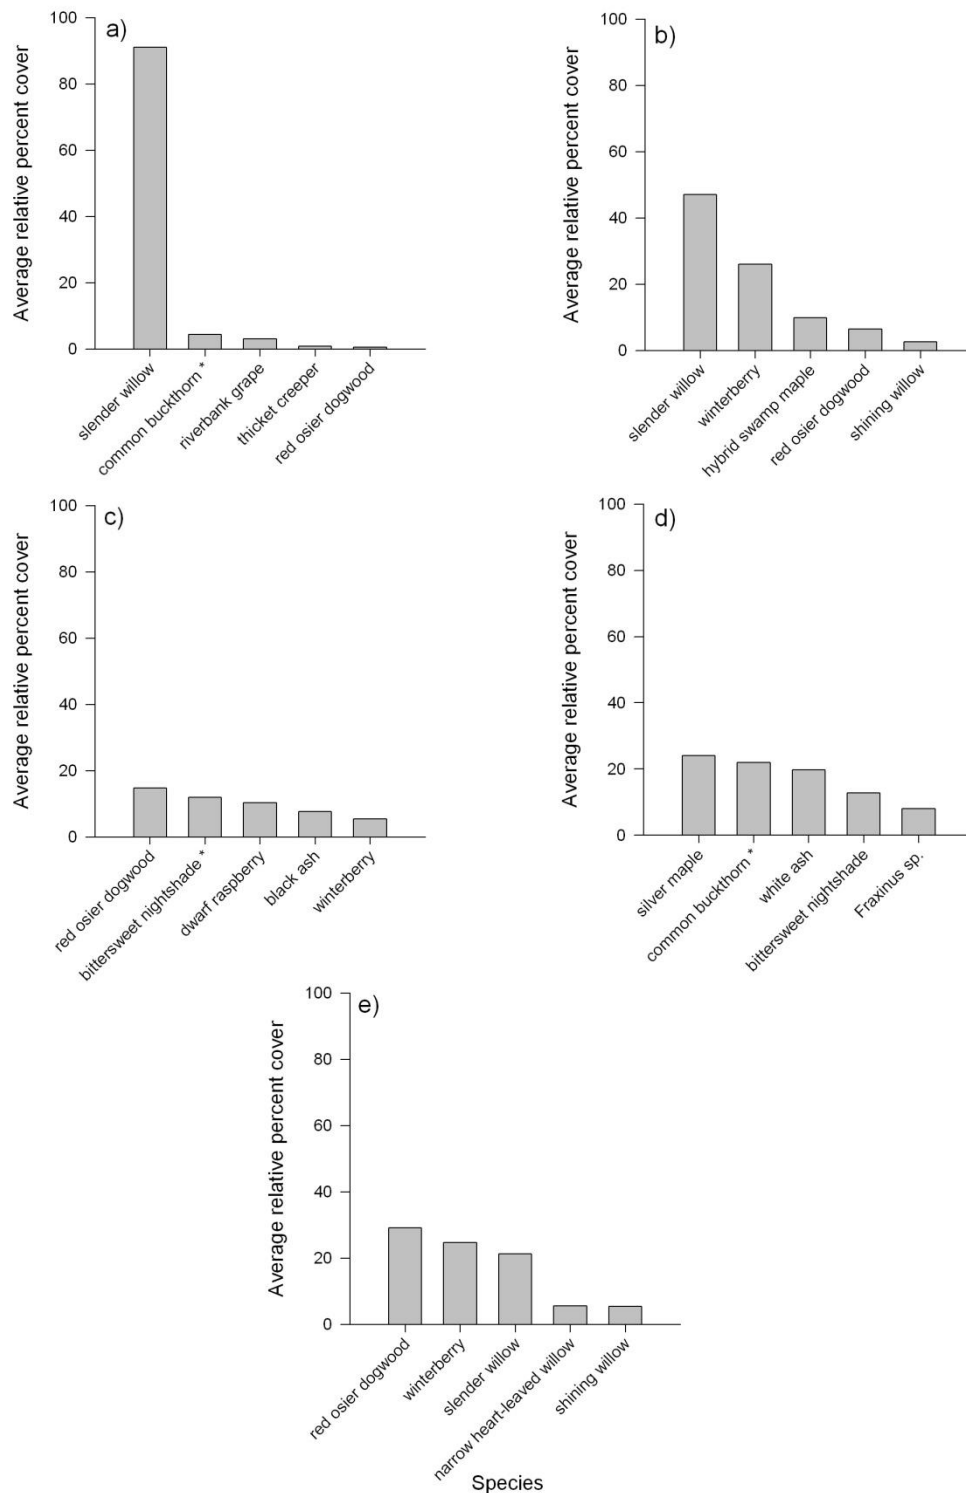 a)
Average relative percent cover
100
80
60
40
20
0
slender willow
common buckthorn *
riverbank grape
thicket creeper
red osier dogwood
b)
Average relative percent cover
100
80
60
40
20
0
slender willow
winterberry
hybrid swamp maple
red osier dogwood
shining willow
c)
Average relative percent cover
100
80
60
40
20
0
red osier dogwood
bittersweet nightshade *
dwarf raspberry
black ash
winterberry
d)
Average relative percent cover
100
80
60
40
20
0
silver maple
common buckthorn *
white ash
bittersweet nightshade
Fraxinus sp.
e)
Average relative percent cover
100
80
60
40
20
0
red osier dogwood
winterberry
slender willow
narrow heart-leaved willow
shining willow
Species